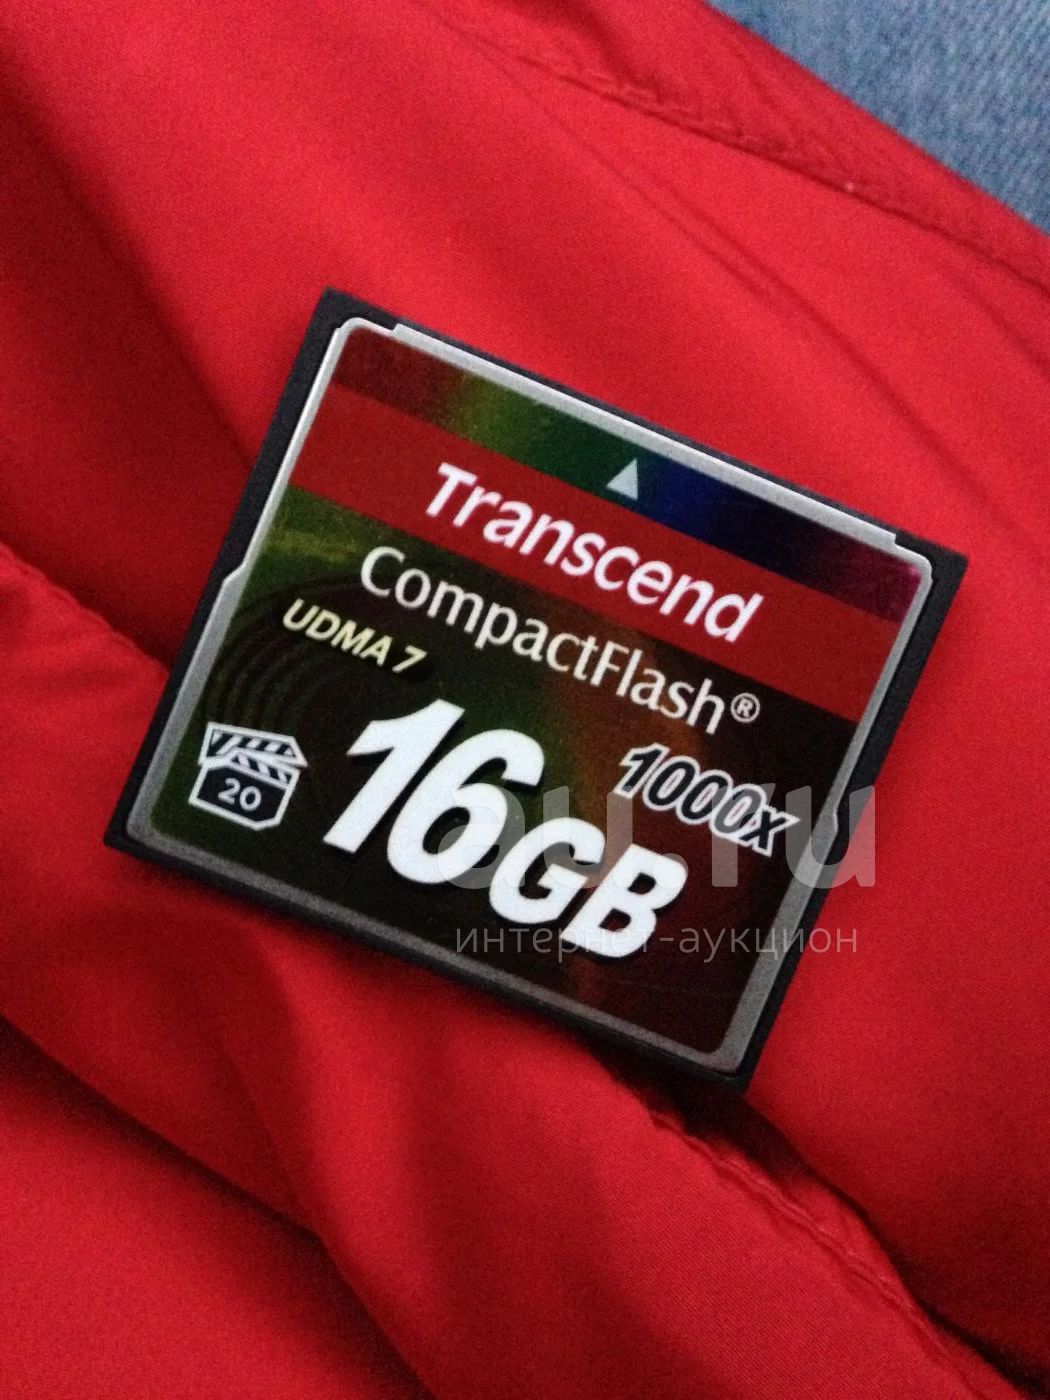 Transcend
CompactFlash®
UDMA 7
1000x
20
16GB
au.ru
интернет-аукцион